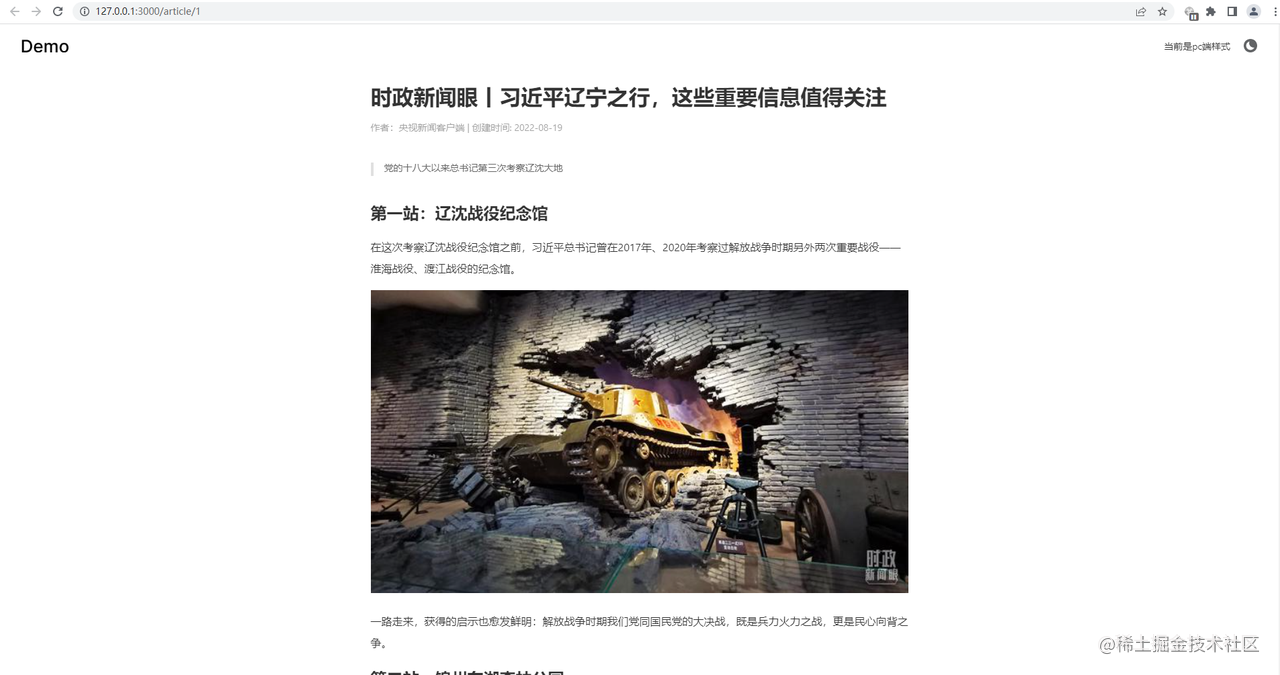 127.0.0.1:3000/article/1
Demo
当前是pc端样式
时政新闻眼丨习近平辽宁之行，这些重要信息值得关注
作者：央视新闻客户端 | 创建时间: 2022-08-19
党的十八大以来总书记第三次考察辽沈大地
第一站：辽沈战役纪念馆
在这次考察辽沈战役纪念馆之前，习近平总书记曾在2017年、2020年考察过解放战争时期另外两次重要战役——
淮海战役、渡江战役的纪念馆。
时政
新闻眼
一路走来，获得的启示也愈发鲜明：解放战争时期我们党同国民党的大决战，既是兵力火力之战，更是民心向背之
争。
@稀土掘金技术社区